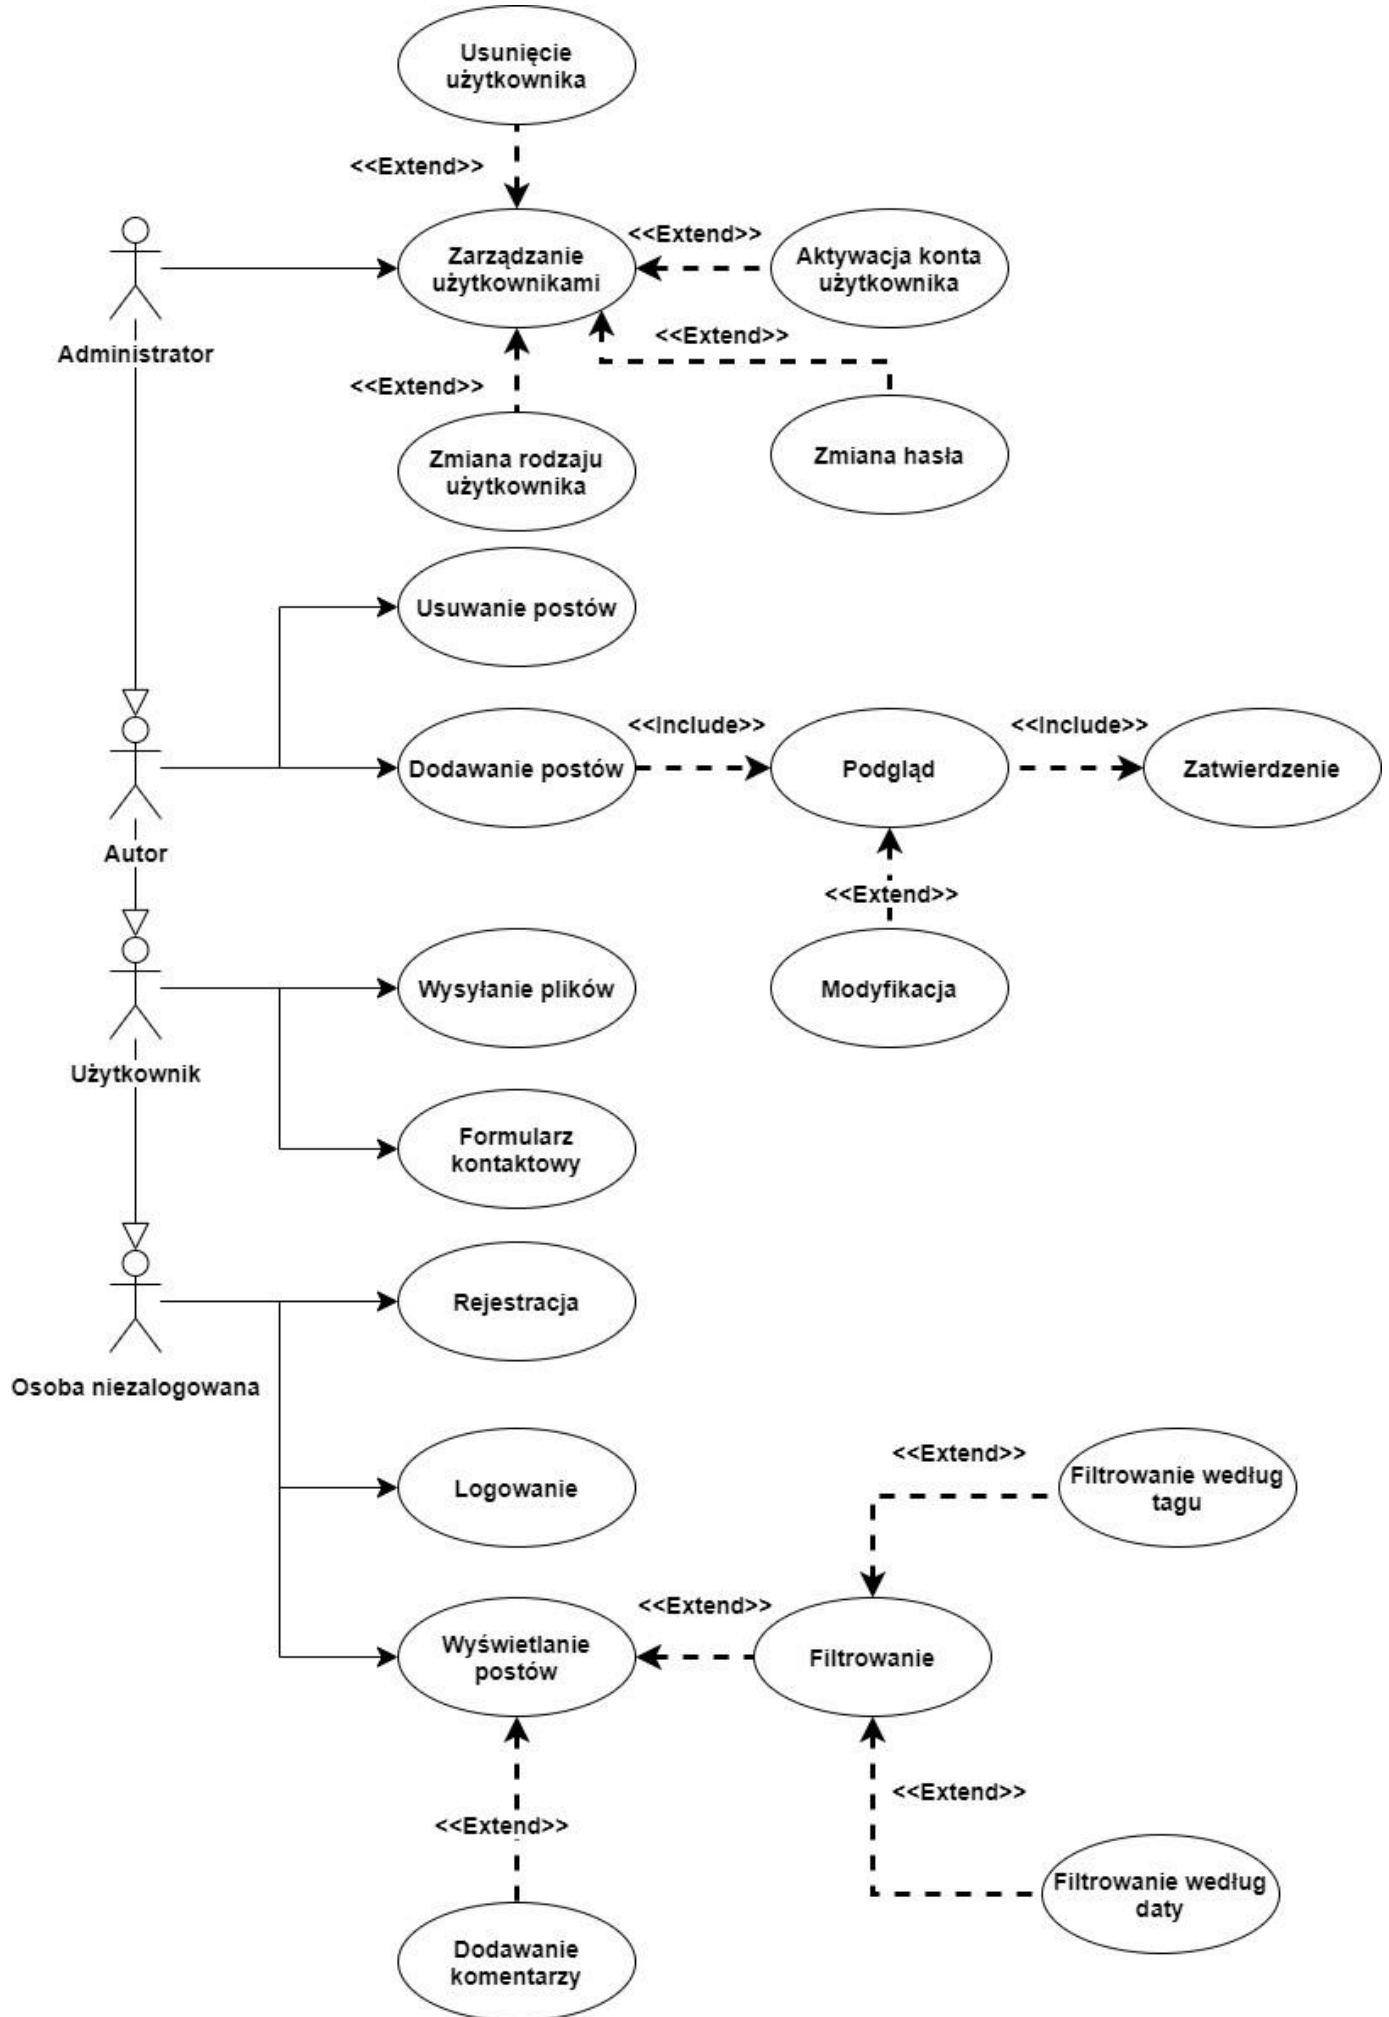 Usunięcie
użytkownika
<<Extend>>
Zarządzanie
użytkownikami
<<Extend>>
Aktywacja konta
użytkownika
Administrator
<<Extend>>
<<Extend>>
Zmiana rodzaju
użytkownika
Zmiana hasła
Usuwanie postów
Dodawanie postów
<<Include>>
Podgląd
<<Include>>
Zatwierdzenie
Autor
<<Extend>>
Wysyłanie plików
Modyfikacja
Użytkownik
Formularz
kontaktowy
Rejestracja
Osoba niezalogowana
Logowanie
<<Extend>>
Filtrowanie według
tagu
Wyświetlanie
postów
<<Extend>>
Filtrowanie
<<Extend>>
<<Extend>>
Filtrowanie według
daty
Dodawanie
komentarzy